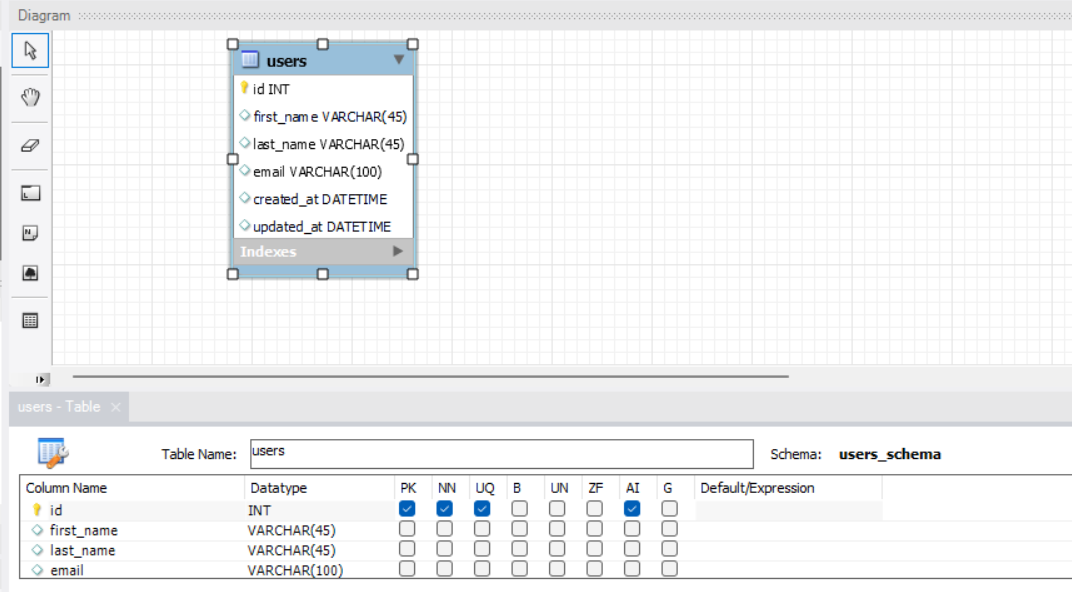 Diagram
users
id INT
first_name VARCHAR(45)
last_name VARCHAR(45)
email VARCHAR(100)
created_at DATETIME
updated_at DATETIME
Indexes
users - Table
Table Name: users Schema: users_schema
Column Name Datatype PK NN UQ B UN ZF AI G Default/Expression
id INT
first_name VARCHAR(45)
last_name VARCHAR(45)
email VARCHAR(100)